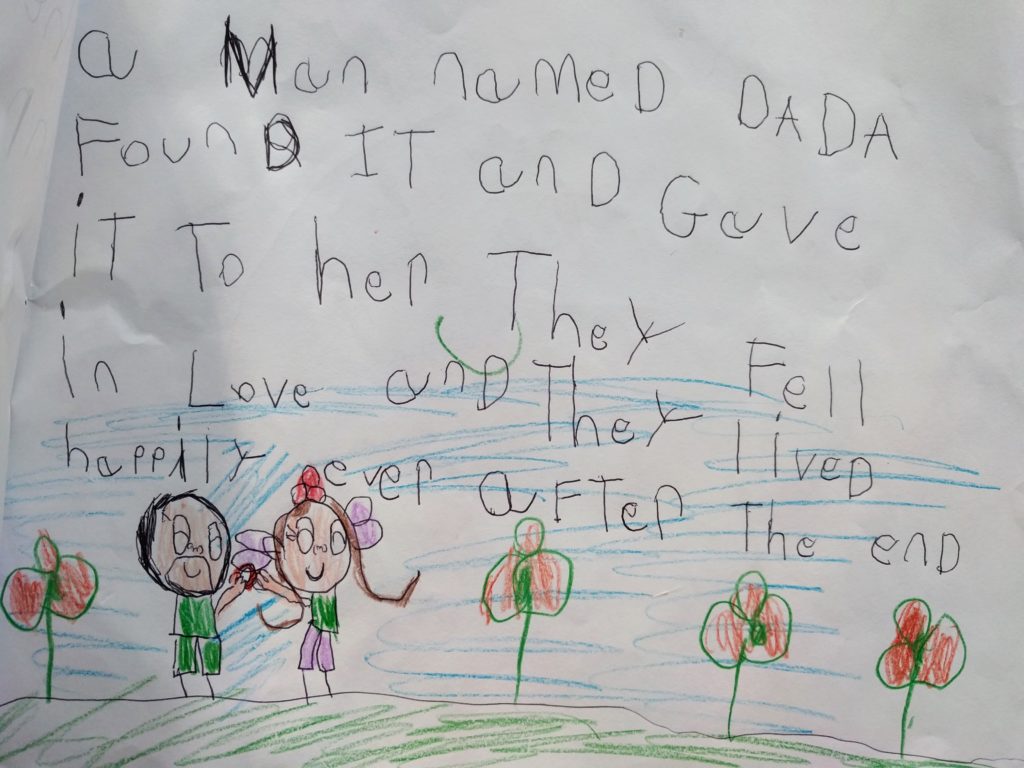 a Man nameD DADA
FounD IT anD Gave
iT To her They Fell
in Love anD They liveD
happily ever aFTer The enD